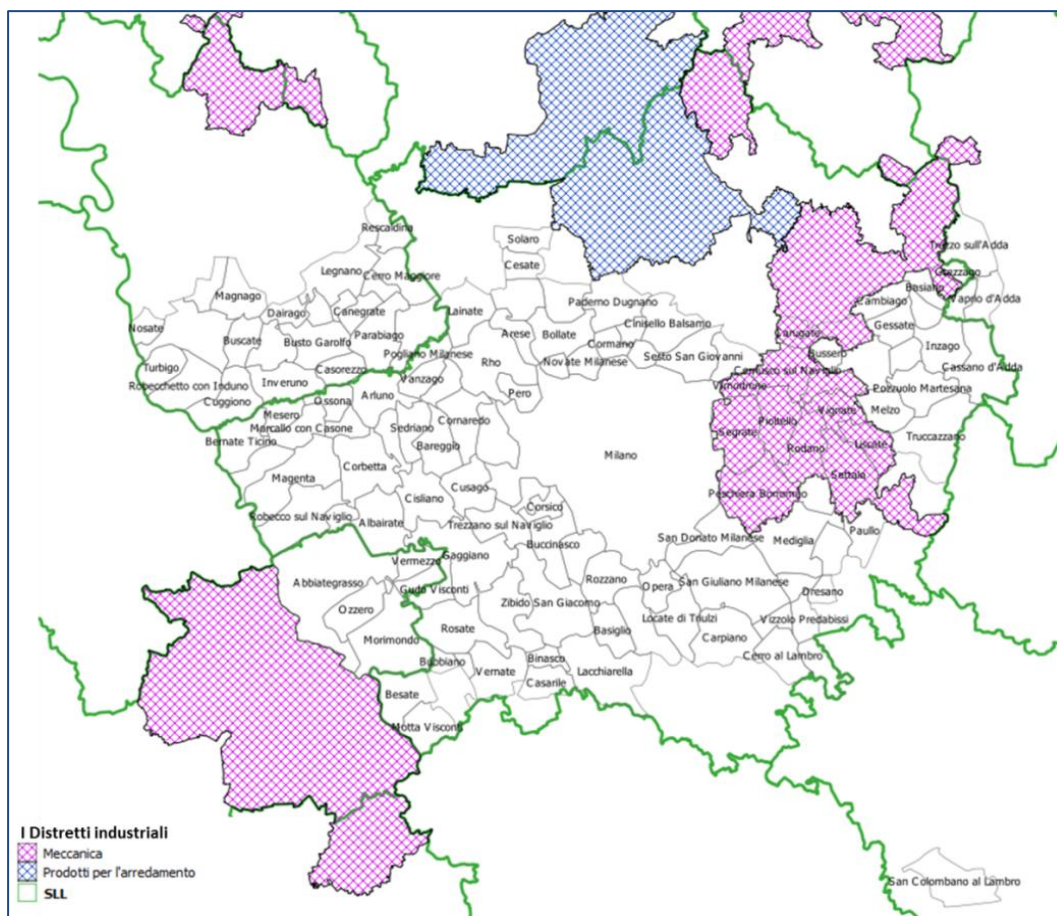 Rescaldina
Solaro
Trezzo sull'Adda
Cesate
Legnano
Cerro Maggiore
Grezzago
Basiano
Magnago
Vaprio d'Adda
Cambiago
Paderno Dugnano
Dairago
Canegrate
Lainate
Nosate
Cinisello Balsamo
Gessate
Arese
Bollate
Carugate
Parabiago
Buscate
Busto Garolfo
Cormano
Inzago
Pogliano Milanese
Bussero
Rho
Novate Milanese
Sesto San Giovanni
Cassano d'Adda
Turbigo
Casorezzo
Cernusco sul Naviglio
Vanzago
Robecchetto con Induno
Inveruno
Vimodrone
Pozzuolo Martesana
Pero
Arluno
Cuggiono
Ossona
Melzo
Vignate
Mesero
Pioltello
Cornaredo
Marcallo con Casone
Sedriano
Segrate
Truccazzano
Bernate Ticino
Liscate
Bareggio
Rodano
Milano
Corbetta
Settala
Magenta
Cusago
Peschiera Borromeo
Cisliano
Corsico
Robecco sul Naviglio
Albairate
Trezzano sul Naviglio
Paullo
San Donato Milanese
Mediglia
Buccinasco
Gaggiano
Vermezzo
Abbiategrasso
Rozzano
San Giuliano Milanese
Opera
Gudo Visconti
Dresano
Zibido San Giacomo
Ozzero
Locate di Triulzi
Vizzolo Predabissi
Rosate
Basiglio
Carpiano
Morimondo
Cerro al Lambro
Binasco
Bubbiano
Vernate
Lacchiarella
Casarile
Besate
Motta Visconti
I Distretti industriali
Meccanica
Prodotti per l'arredamento
SLL
San Colombano al Lambro